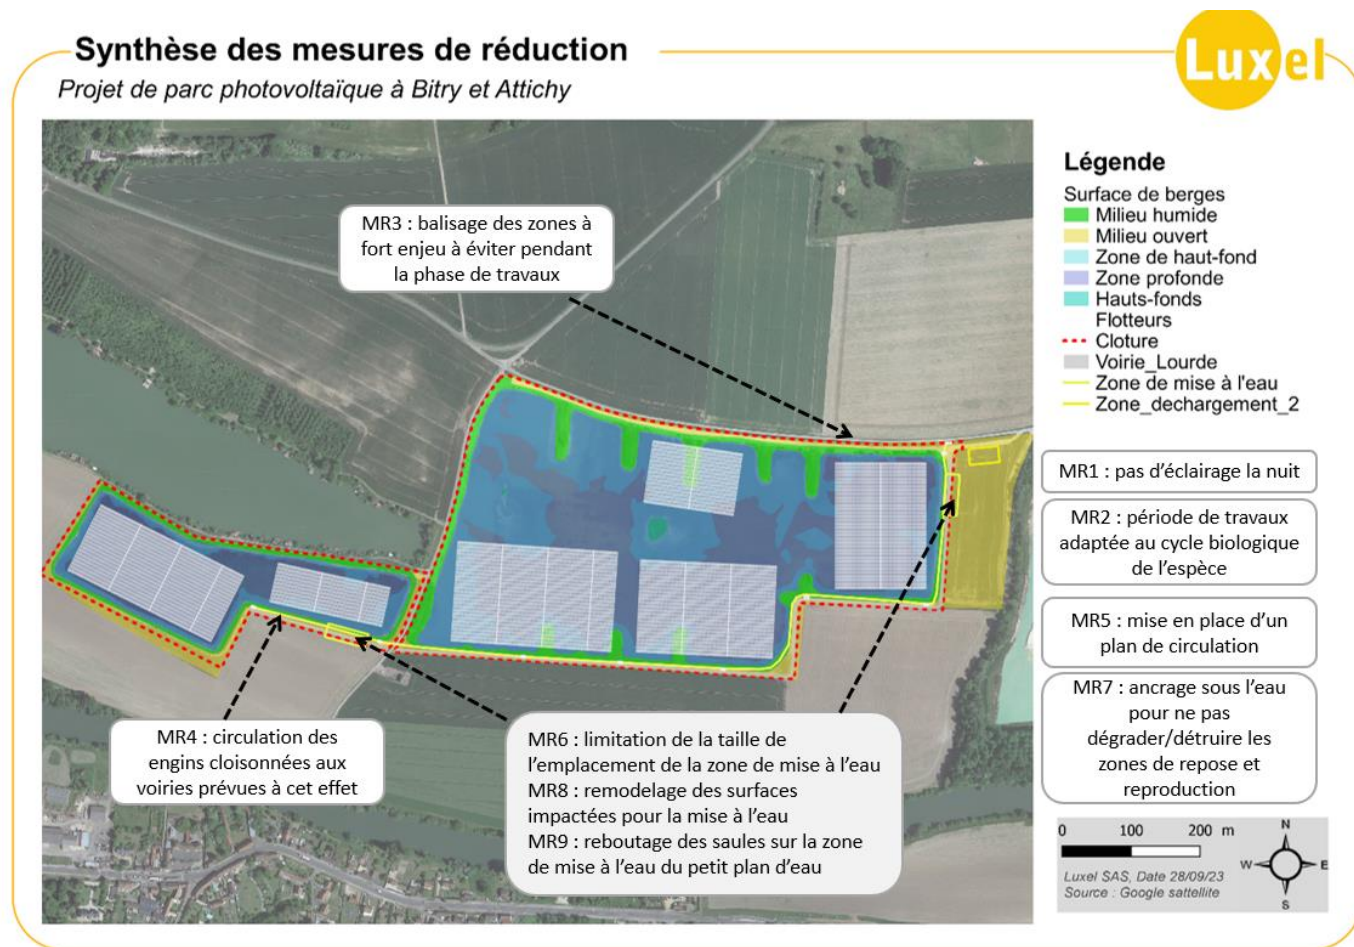 Synthèse des mesures de réduction
Projet de parc photovoltaïque à Bitry et Attichy
Luxel
MR3 : balisage des zones à
fort enjeu à éviter pendant
la phase de travaux
Légende
Surface de berges
Milieu humide
Milieu ouvert
Zone de haut-fond
Zone profonde
Hauts-fonds
Flotteurs
Cloture
Voirie_Lourde
Zone de mise à l'eau
Zone_dechargement_2
MR1 : pas d'éclairage la nuit
MR2 : période de travaux
adaptée au cycle biologique
de l'espèce
MR5 : mise en place d'un
plan de circulation
MR7 : ancrage sous l'eau
pour ne pas
dégrader/détruire les
zones de repose et
reproduction
MR4 : circulation des
engins cloisonnées aux
voiries prévues à cet effet
MR6 : limitation de la taille de
l'emplacement de la zone de mise à l'eau
MR8 : remodelage des surfaces
impactées pour la mise à l'eau
MR9 : reboutage des saules sur la zone
de mise à l'eau du petit plan d'eau
0 100 200 m
Luxel SAS, Date 28/09/23
Source : Google sattellite
N
W E
S